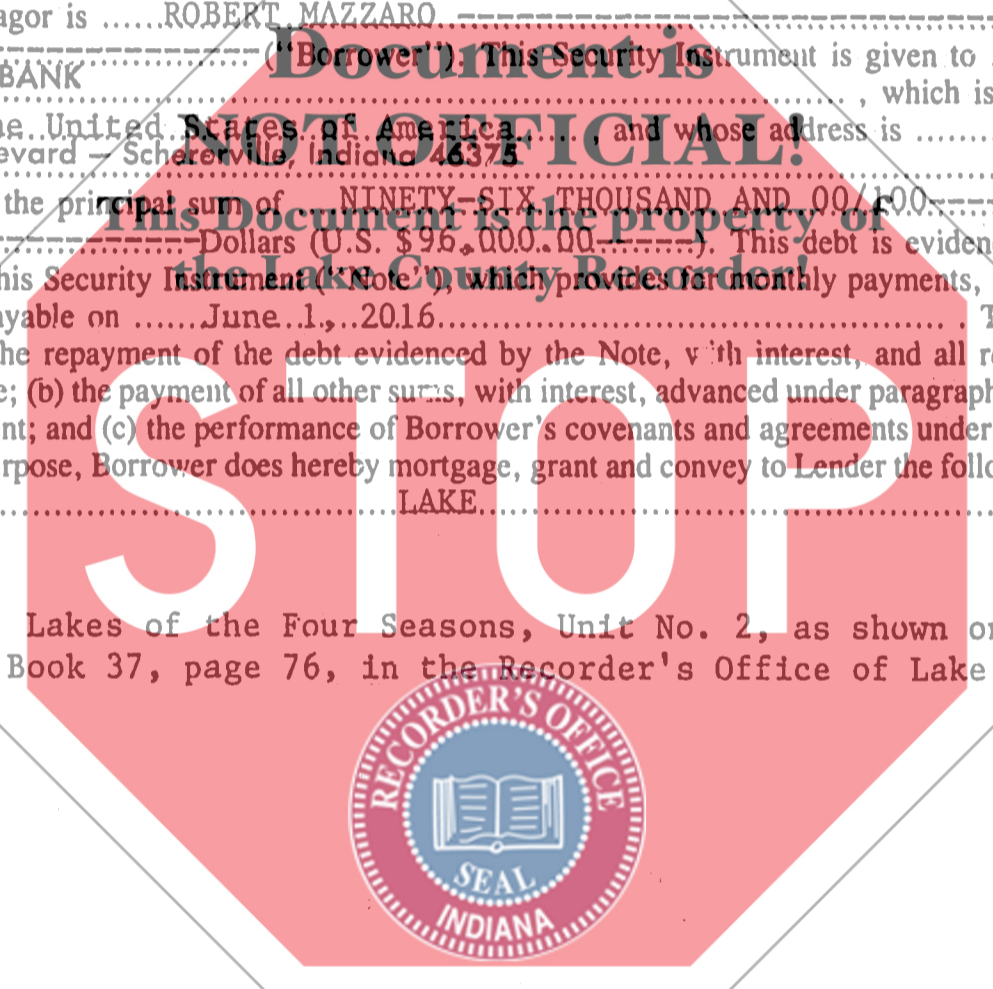 agor is ......ROBERT MAZZARO
("Borrower"). This Security Instrument is given to
Document is
BANK
, which is
he United States of America , and whose address is .......
NOT OFFICIAL!
evard — Schererville, Indiana 46375
the principal sum of NINETY-SIX THOUSAND AND 00/100
This Document is the property of
Dollars (U.S. $96,000.00------). This debt is eviden
the Lake County Recorder!
his Security Instrument ("Note"), which provides for monthly payments,
yable on ......June 1, 2016 .
he repayment of the debt evidenced by the Note, with interest, and all r
e; (b) the payment of all other sums, with interest, advanced under paragraph
nt; and (c) the performance of Borrower's covenants and agreements under
rpose, Borrower does hereby mortgage, grant and convey to Lender the follo
LAKE
STOP
Lakes of the Four Seasons, Unit No. 2, as shown on
Book 37, page 76, in the Recorder's Office of Lake
RECORDER'S OFFICE
SEAL
INDIANA